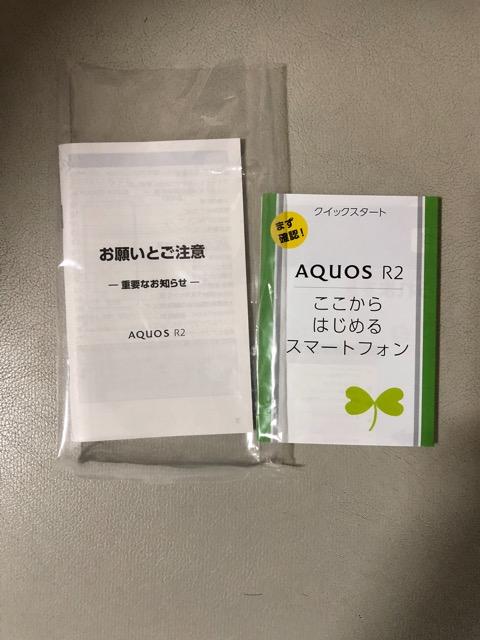 お願いとご注意
― 重要なお知らせ ―
AQUOS R2
クイックスタート
まず
確認!
AQUOS R2
ここから
はじめる
スマートフォン